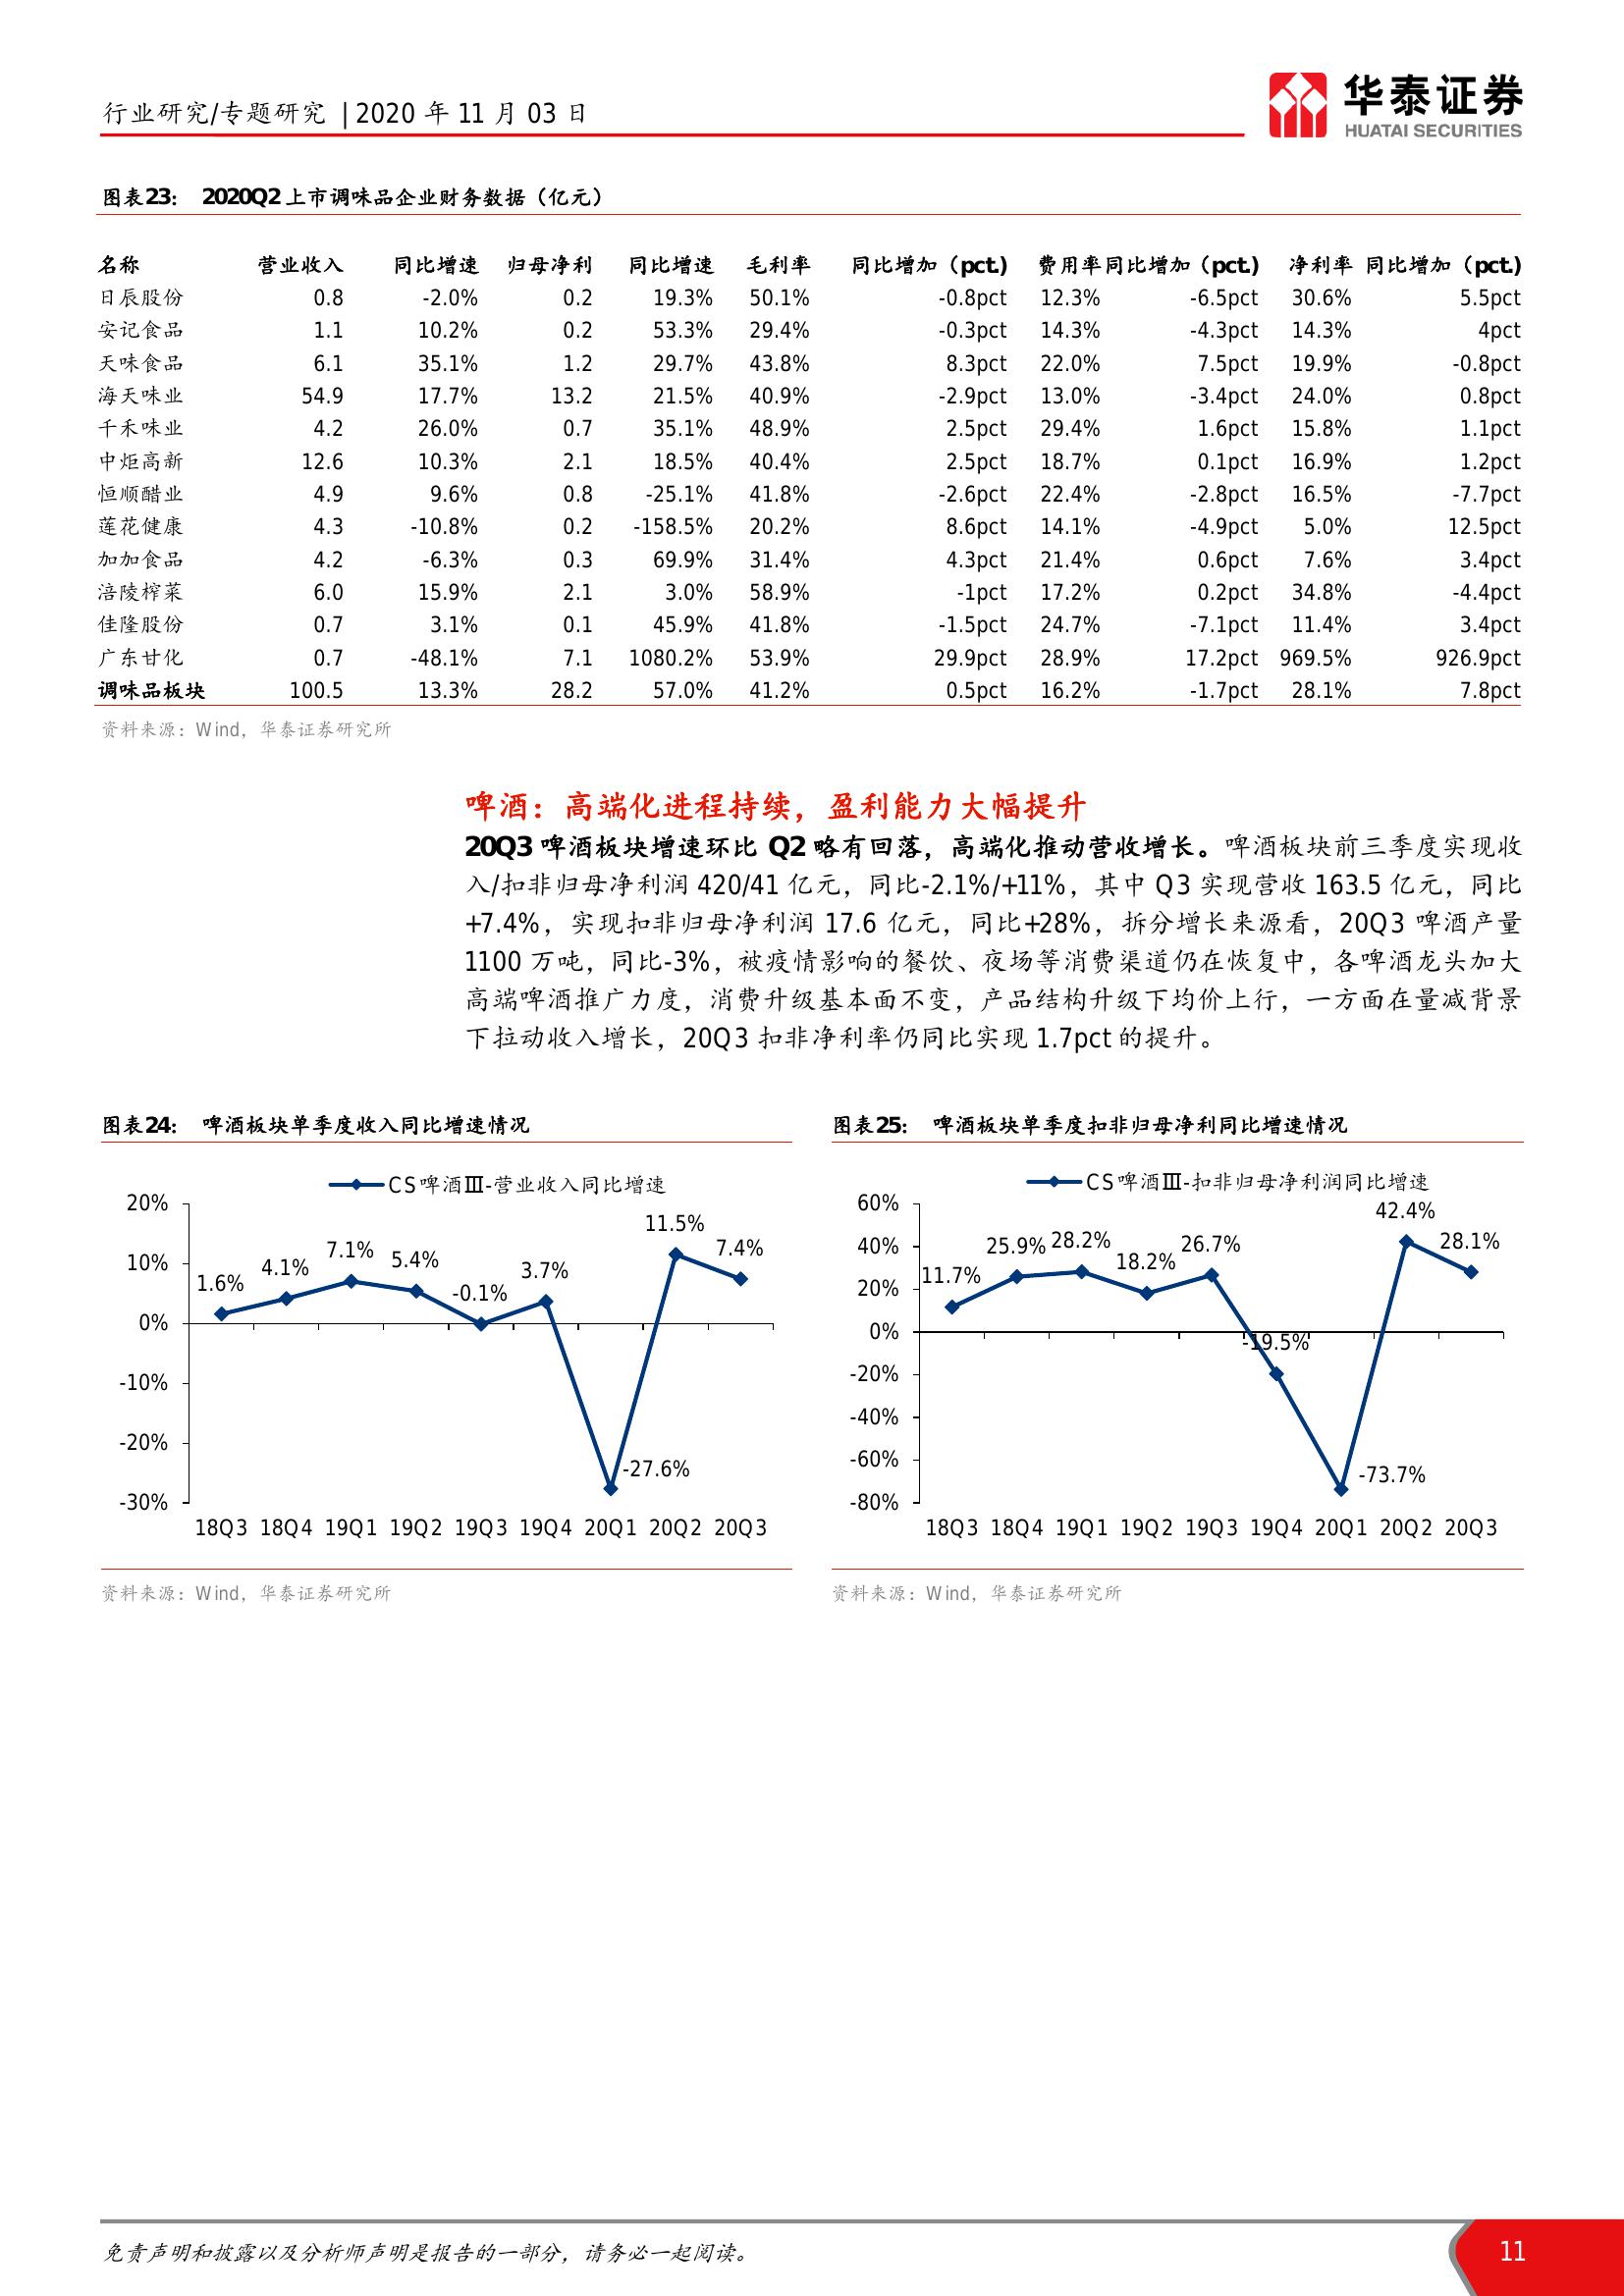 行业研究/专题研究 | 2020 年 11 月 03 日
华泰证券
HUATAI SECURITIES
图表23： 2020Q2 上市调味品企业财务数据（亿元）
名称 营业收入 同比增速 归母净利 同比增速 毛利率 同比增加（pct.) 费用率 同比增加（pct.) 净利率 同比增加（pct.)
日辰股份 0.8 -2.0% 0.2 19.3% 50.1% -0.8pct 12.3% -6.5pct 30.6% 5.5pct
安记食品 1.1 10.2% 0.2 53.3% 29.4% -0.3pct 14.3% -4.3pct 14.3% 4pct
天味食品 6.1 35.1% 1.2 29.7% 43.8% 8.3pct 22.0% 7.5pct 19.9% -0.8pct
海天味业 54.9 17.7% 13.2 21.5% 40.9% -2.9pct 13.0% -3.4pct 24.0% 0.8pct
千禾味业 4.2 26.0% 0.7 35.1% 48.9% 2.5pct 29.4% 1.6pct 15.8% 1.1pct
中炬高新 12.6 10.3% 2.1 18.5% 40.4% 2.5pct 18.7% 0.1pct 16.9% 1.2pct
恒顺醋业 4.9 9.6% 0.8 -25.1% 41.8% -2.6pct 22.4% -2.8pct 16.5% -7.7pct
莲花健康 4.3 -10.8% 0.2 -158.5% 20.2% 8.6pct 14.1% -4.9pct 5.0% 12.5pct
加加食品 4.2 -6.3% 0.3 69.9% 31.4% 4.3pct 21.4% 0.6pct 7.6% 3.4pct
涪陵榨菜 6.0 15.9% 2.1 3.0% 58.9% -1pct 17.2% 0.2pct 34.8% -4.4pct
佳隆股份 0.7 3.1% 0.1 45.9% 41.8% -1.5pct 24.7% -7.1pct 11.4% 3.4pct
广东甘化 0.7 -48.1% 7.1 1080.2% 53.9% 29.9pct 28.9% 17.2pct 969.5% 926.9pct
调味品板块 100.5 13.3% 28.2 57.0% 41.2% 0.5pct 16.2% -1.7pct 28.1% 7.8pct
资料来源：Wind，华泰证券研究所
啤酒：高端化进程持续，盈利能力大幅提升
20Q3 啤酒板块增速环比 Q2 略有回落，高端化推动营收增长。啤酒板块前三季度实现收
入/扣非归母净利润 420/41 亿元，同比-2.1%/+11%，其中 Q3 实现营收 163.5 亿元，同比
+7.4%，实现扣非归母净利润 17.6 亿元，同比+28%，拆分增长来源看，20Q3 啤酒产量
1100 万吨，同比-3%，被疫情影响的餐饮、夜场等消费渠道仍在恢复中，各啤酒龙头加大
高端啤酒推广力度，消费升级基本面不变，产品结构升级下均价上行，一方面在量减背景
下拉动收入增长，20Q3 扣非净利率仍同比实现 1.7pct 的提升。
图表24： 啤酒板块单季度收入同比增速情况
CS啤酒Ⅲ-营业收入同比增速
20%
10%
0%
-10%
-20%
-30%
1.6% 4.1% 7.1% 5.4% -0.1% 3.7% -27.6% 11.5% 7.4%
18Q3 18Q4 19Q1 19Q2 19Q3 19Q4 20Q1 20Q2 20Q3
资料来源：Wind，华泰证券研究所
图表25： 啤酒板块单季度扣非归母净利同比增速情况
CS啤酒Ⅲ-扣非归母净利润同比增速
60%
40%
20%
0%
-20%
-40%
-60%
-80%
11.7% 25.9% 28.2% 18.2% 26.7% -19.5% -73.7% 42.4% 28.1%
18Q3 18Q4 19Q1 19Q2 19Q3 19Q4 20Q1 20Q2 20Q3
资料来源：Wind，华泰证券研究所
免责声明和披露以及分析师声明是报告的一部分，请务必一起阅读。
11